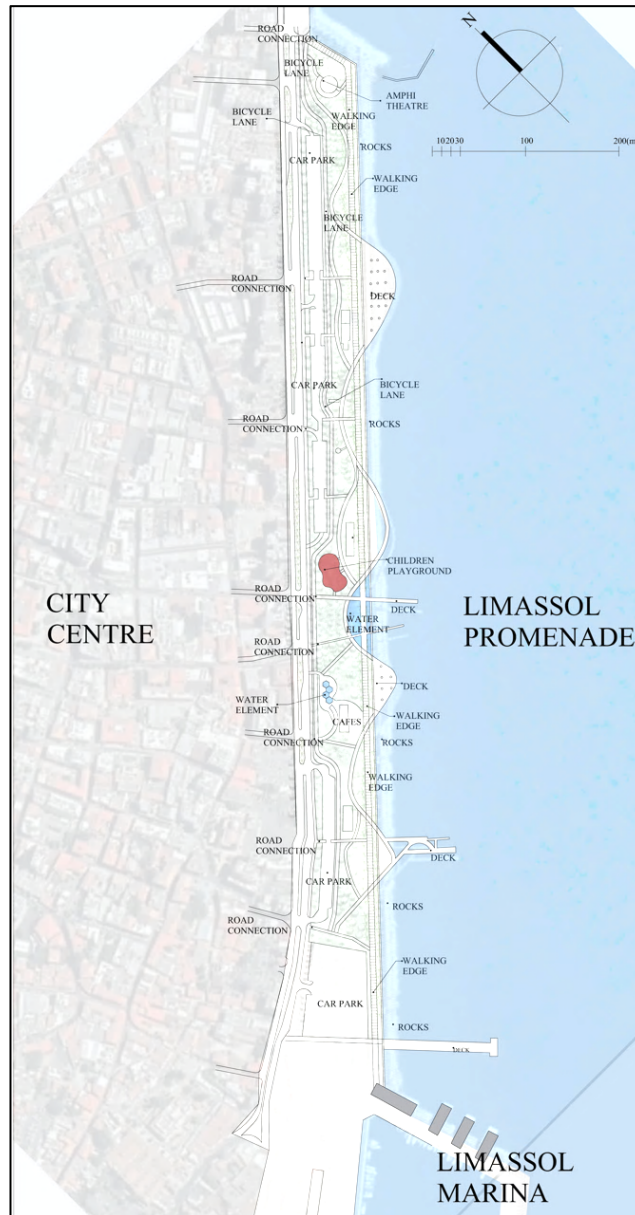 ROAD
CONNECTION
N
BICYCLE
LANE
AMPHI
THEATRE
BICYCLE
LANE
WALKING
EDGE
CAR PARK
ROCKS
102030 100 200(m)
WALKING
EDGE
BICYCLE
LANE
ROAD
CONNECTION
DECK
CAR PARK
BICYCLE
LANE
ROAD
CONNECTION
ROCKS
CHILDREN
PLAYGROUND
ROAD
CONNECTION
CITY
CENTRE
DECK
LIMASSOL
PROMENADE
WATER
ELEMENT
ROAD
CONNECTION
DECK
WATER
ELEMENT
CAFES
WALKING
EDGE
ROAD
CONNECTION
ROCKS
WALKING
EDGE
ROAD
CONNECTION
DECK
CAR PARK
ROCKS
ROAD
CONNECTION
WALKING
EDGE
CAR PARK
ROCKS
DECK
LIMASSOL
MARINA